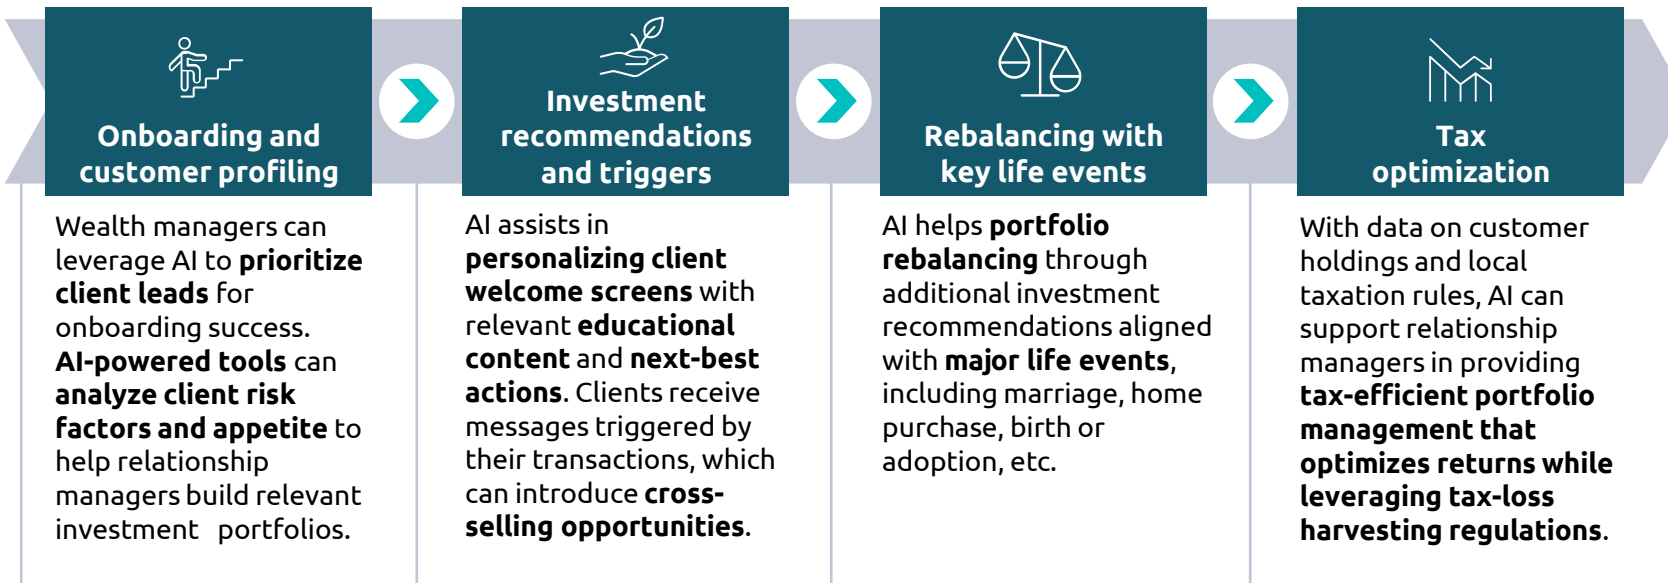 Onboarding and
customer profiling
Wealth managers can
leverage AI to prioritize
client leads for
onboarding success.
AI-powered tools can
analyze client risk
factors and appetite to
help relationship
managers build relevant
investment portfolios.
Investment
recommendations
and triggers
AI assists in
personalizing client
welcome screens with
relevant educational
content and next-best
actions. Clients receive
messages triggered by
their transactions, which
can introduce cross-
selling opportunities.
Rebalancing with
key life events
AI helps portfolio
rebalancing through
additional investment
recommendations aligned
with major life events,
including marriage, home
purchase, birth or
adoption, etc.
Tax
optimization
With data on customer
holdings and local
taxation rules, AI can
support relationship
managers in providing
tax-efficient portfolio
management that
optimizes returns while
leveraging tax-loss
harvesting regulations.